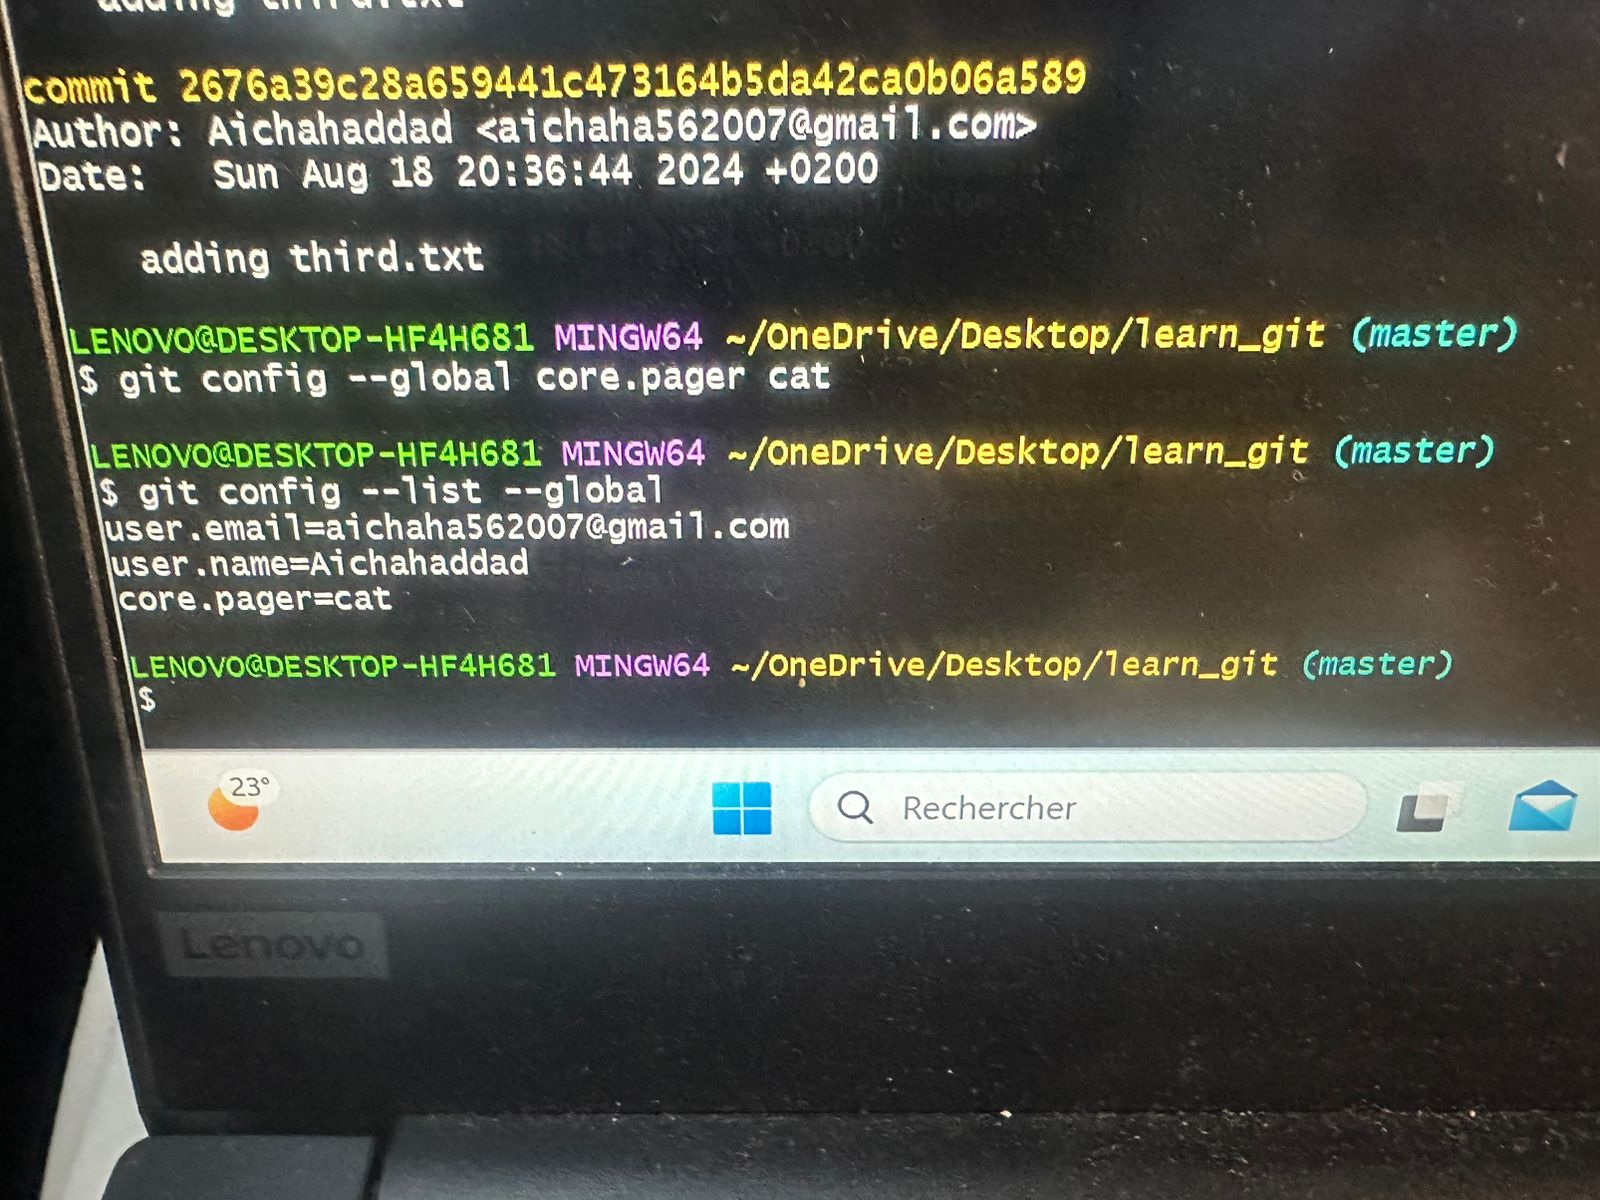 adding third.txt
commit 2676a39c28a659441c473164b5da42ca0b06a589
Author: Aichahaddad <aichaha562007@gmail.com>
Date:   Sun Aug 18 20:36:44 2024 +0200
adding third.txt
LENOVO@DESKTOP-HF4H681 MINGW64 ~/OneDrive/Desktop/learn_git (master)
$ git config --global core.pager cat
LENOVO@DESKTOP-HF4H681 MINGW64 ~/OneDrive/Desktop/learn_git (master)
$ git config --list --global
user.email=aichaha562007@gmail.com
user.name=Aichahaddad
core.pager=cat
LENOVO@DESKTOP-HF4H681 MINGW64 ~/OneDrive/Desktop/learn_git (master)
$
23°
Rechercher
Lenovo